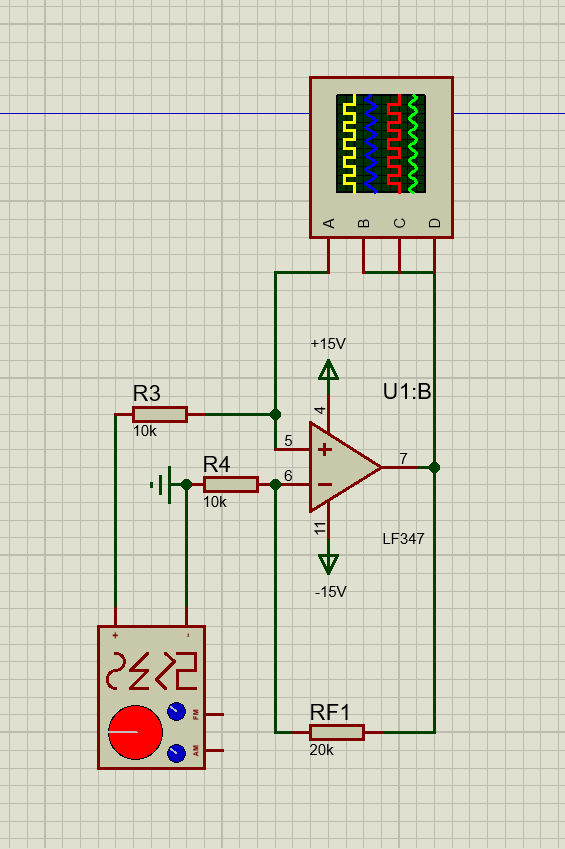 A B C D
+15V
U1:B
4
R3
10k
5
7
R4
6
10k
11
LF347
-15V
+ -
FM
AM
RF1
20k